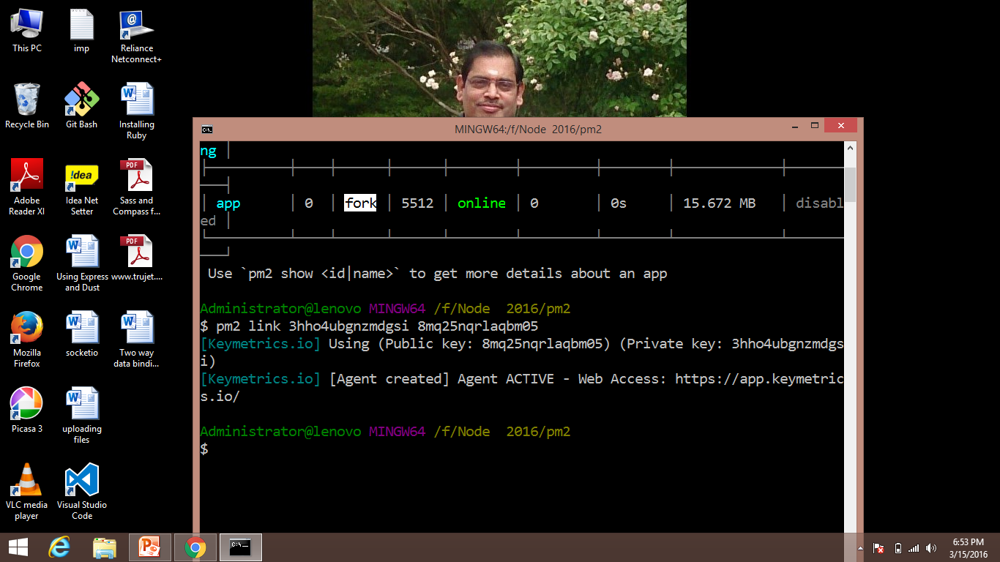 This PC
imp
Reliance
Netconnect+
Recycle Bin
Git Bash
Installing
Ruby
Adobe
Reader XI
!dea
Idea Net
Setter
PDF
Sass and
Compass f...
Google
Chrome
Using Express
and Dust
PDF
www.trujet....
Mozilla
Firefox
socketio
Two way
data bindi...
Picasa 3
uploading
files
VLC media
player
Visual Studio
Code
MINGW64:/f/Node  2016/pm2
ng │
│ app │ 0 │ fork │ 5512 │ online │ 0 │ 0s │ 15.672 MB │ disabl
ed │
Use `pm2 show <id|name>` to get more details about an app
Administrator@lenovo MINGW64 /f/Node  2016/pm2
$ pm2 link 3hho4ubgnzmdgsi 8mq25nqrlaqbm05
[Keymetrics.io] Using (Public key: 8mq25nqrlaqbm05) (Private key: 3hho4ubgnzmdgs
i)
[Keymetrics.io] [Agent created] Agent ACTIVE - Web Access: https://app.keymetric
s.io/
Administrator@lenovo MINGW64 /f/Node  2016/pm2
$
6:53 PM
3/15/2016